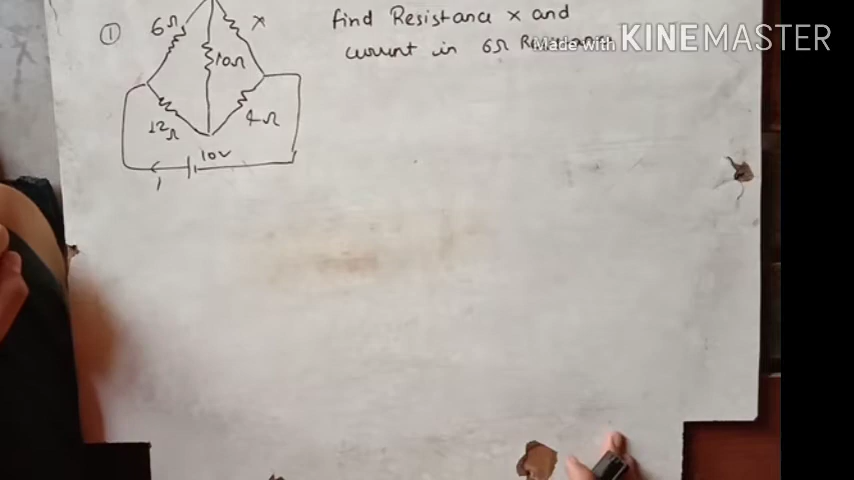 ① 6Ω x find Resistance x and
10Ω current in 6Ω
Made with KINEMASTER
12Ω 4Ω
10V